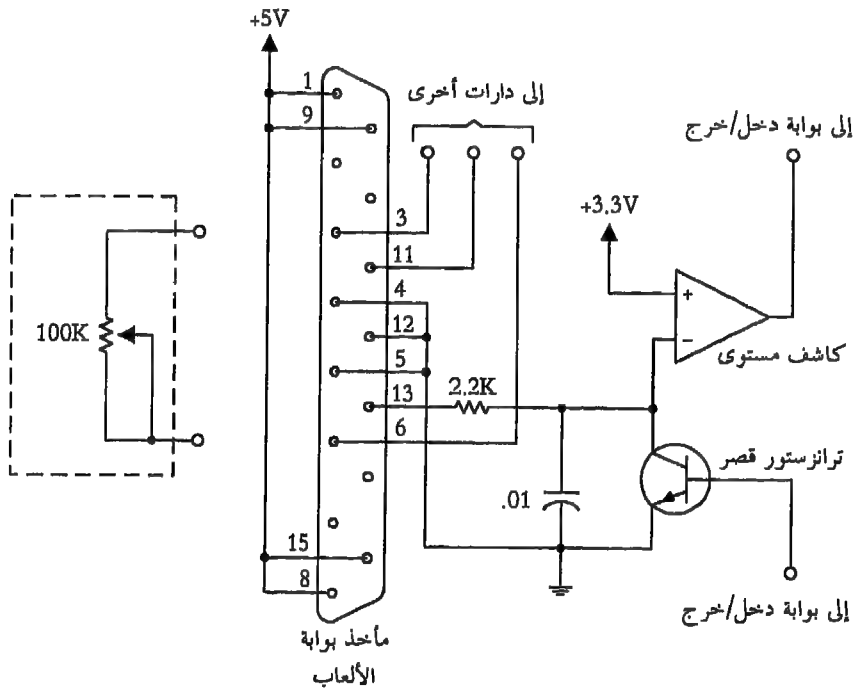 +5V
1
9
إلى دارات أخرى
إلى بوابة دخل/خرج
+3,3V
3
11
4
+
100K
12
−
كاشف مستوى
5
2,2K
13
ترانزستور قصر
6
.01
15
8
إلى بوابة دخل/خرج
مأخذ بوابة
الألعاب